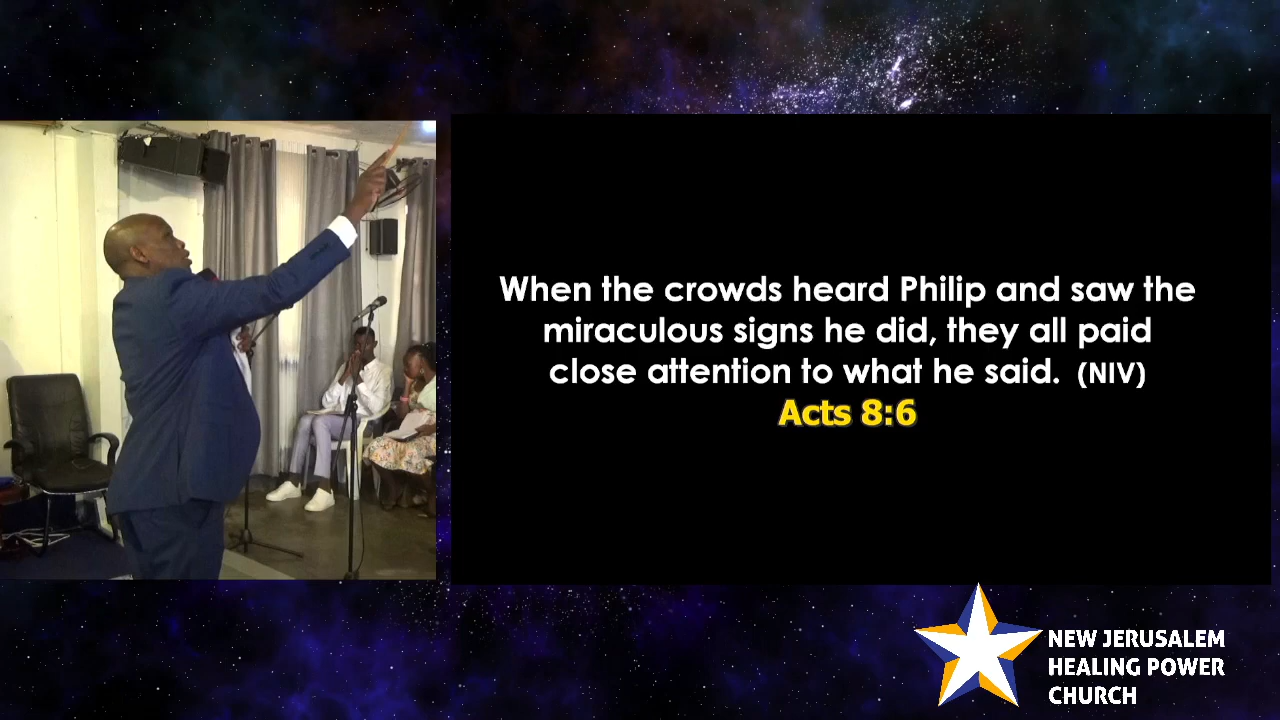 When the crowds heard Philip and saw the
miraculous signs he did, they all paid
close attention to what he said. (NIV)
Acts 8:6
NEW JERUSALEM
HEALING POWER
CHURCH